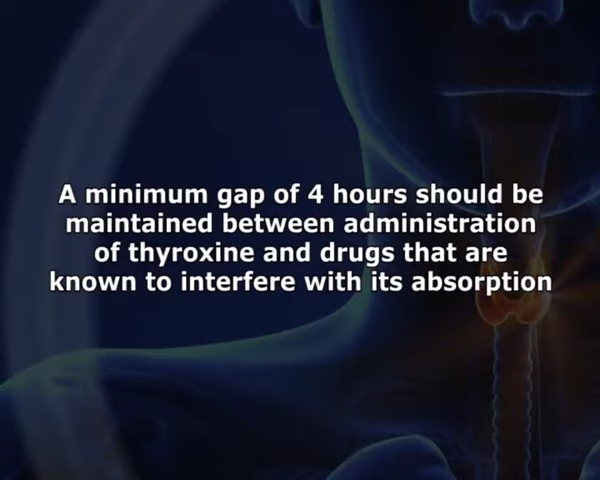 A minimum gap of 4 hours should be
maintained between administration
of thyroxine and drugs that are
known to interfere with its absorption